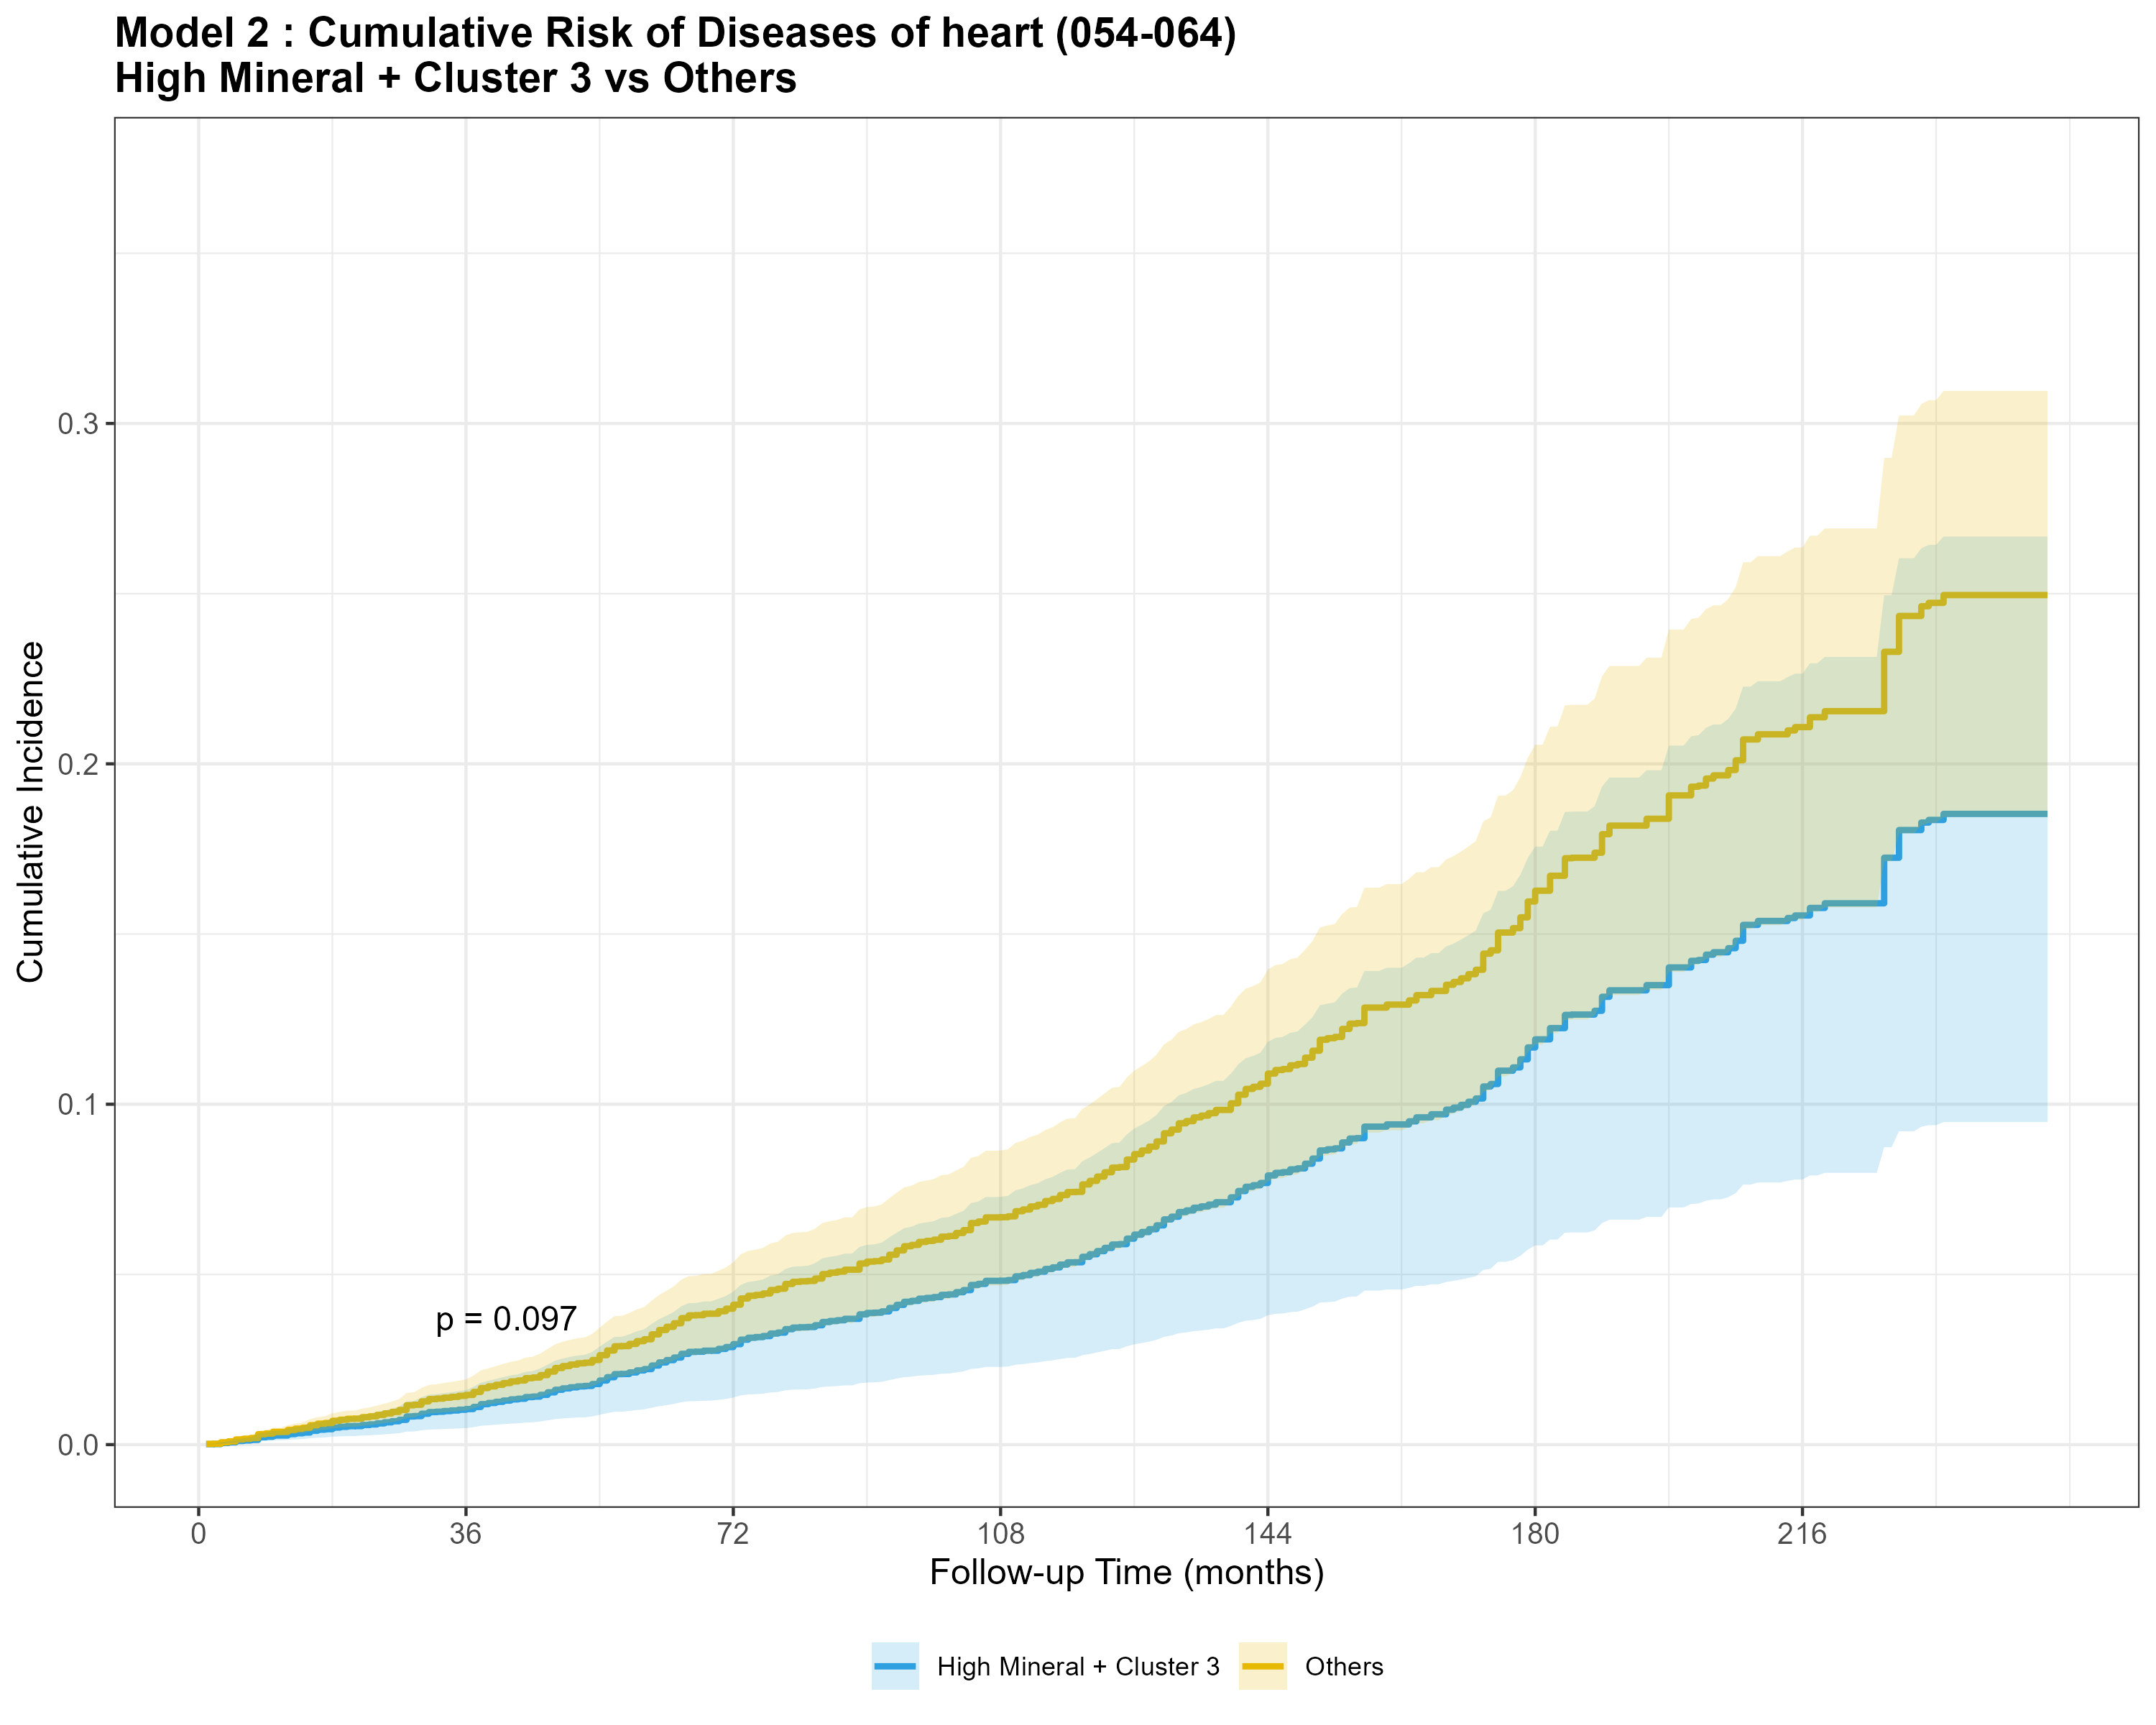 Model 2 : Cumulative Risk of Diseases of heart (054-064)
High Mineral + Cluster 3 vs Others
Cumulative Incidence
0.3
0.2
0.1
0.0
p = 0.097
0 36 72 108 144 180 216
Follow-up Time (months)
High Mineral + Cluster 3 Others